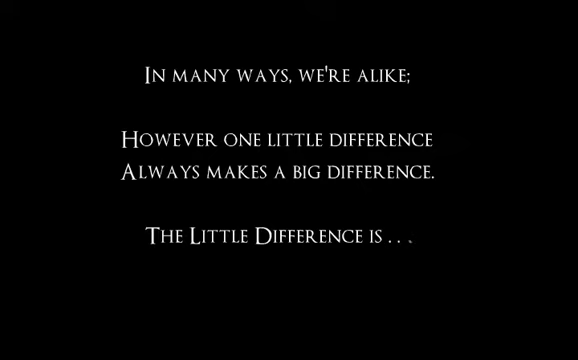 In many ways, we're alike;
However one little difference
Always makes a big difference.
The Little Difference is . . .